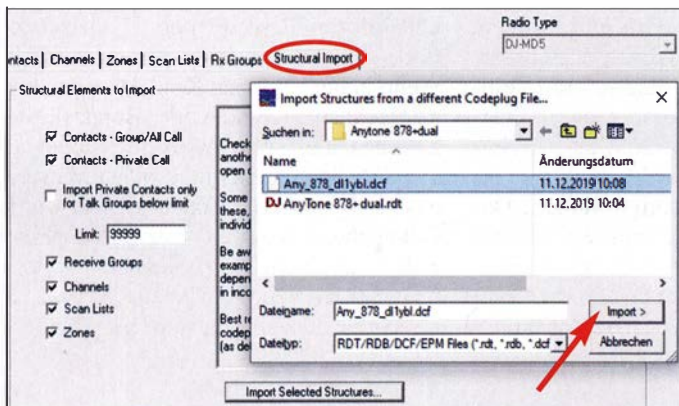 Radio Type
DJ-MD5
ntacts Channels Zones Scan Lists Rx Groups Structural Import
Structural Elements to Import
Contacts - Group/All Call
Contacts - Private Call
Import Private Contacts only
for Talk Groups below limit
Limit: 99999
Receive Groups
Channels
Scan Lists
Zones
Check
anothe
open c
Some
these,
individ
Be aw
examp
depen
in inco
Best re
codep
(as del
Import Structures from a different Codeplug File...
Suchen in: Anytone 878+dual
Name Änderungsdatum
Any_878_dl1ybl.dcf 11.12.2019 10:08
DJ AnyTone 878+dual.rdt 11.12.2019 10:04
Dateiname: Any_878_dl1ybl.dcf Import >
Dateityp: RDT/RDB/DCF/EPM Files (*.rdt, *.rdb, *.dcf Abbrechen
Import Selected Structures...